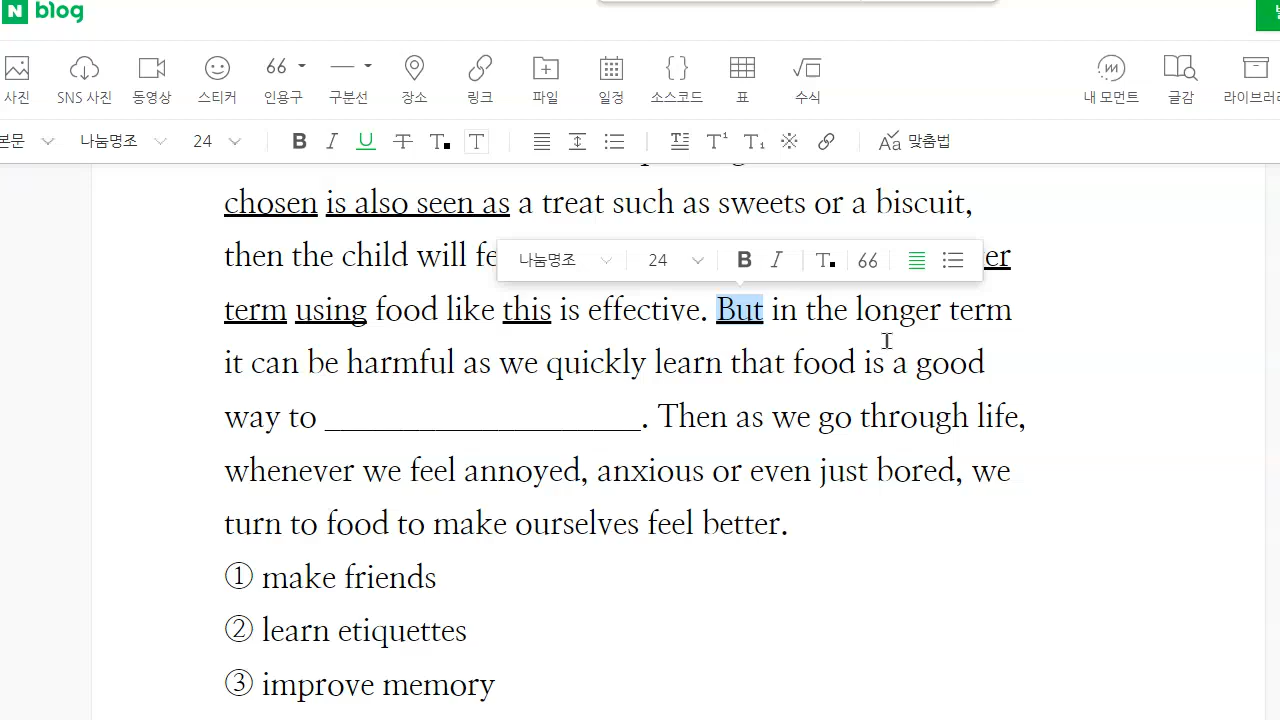 N blog
사진 SNS 사진 동영상 스티커 66 인용구 구분선 장소 링크 파일 일정 소스코드 표 수식 내 모먼트 글감
본문 나눔명조 24 B I U T T T T¹ T₁ ※ 맞춤법
chosen is also seen as a treat such as sweets or a biscuit,
then the child will
나눔명조 24 B I T 66
term using food like this is effective. But in the longer term
it can be harmful as we quickly learn that food is a good
way to ____________________. Then as we go through life,
whenever we feel annoyed, anxious or even just bored, we
turn to food to make ourselves feel better.
① make friends
② learn etiquettes
③ improve memory